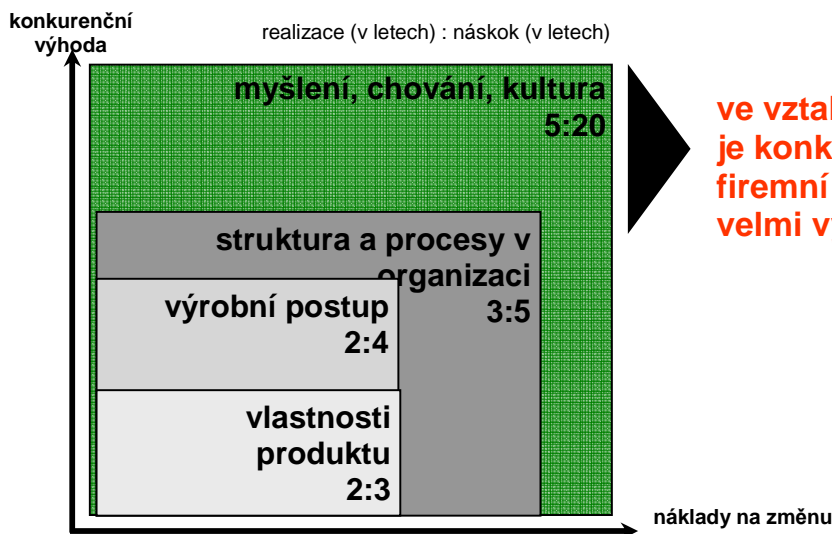 konkurenční
výhoda
realizace (v letech) : náskok (v letech)
myšlení, chování, kultura
5:20
ve
je
firemní
velmi
struktura a procesy v
organizaci
3:5
výrobní postup
2:4
vlastnosti
produktu
2:3
náklady na změnu